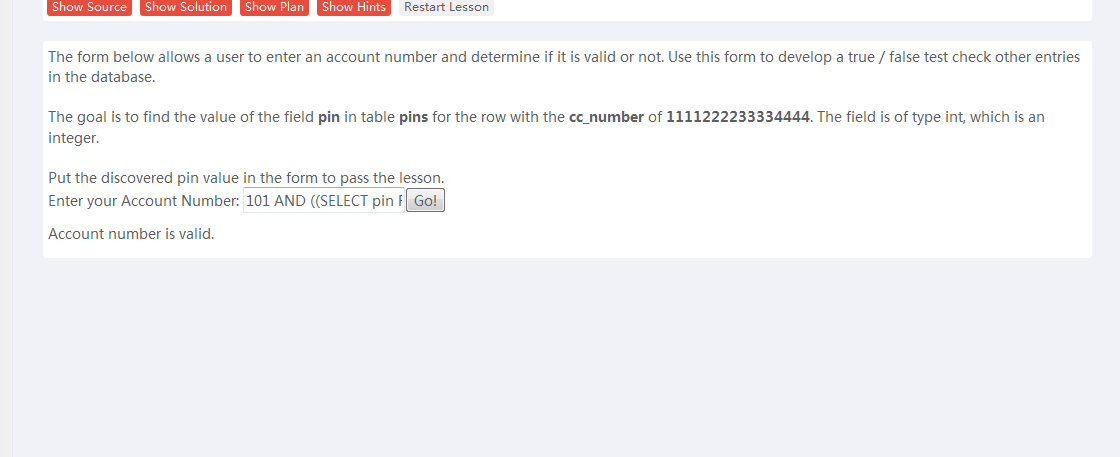 Show Source Show Solution Show Plan Show Hints Restart Lesson
The form below allows a user to enter an account number and determine if it is valid or not. Use this form to develop a true / false test check other entries
in the database.
The goal is to find the value of the field pin in table pins for the row with the cc_number of 1111222233334444. The field is of type int, which is an
integer.
Put the discovered pin value in the form to pass the lesson.
Enter your Account Number: 101 AND ((SELECT pin F Go!
Account number is valid.